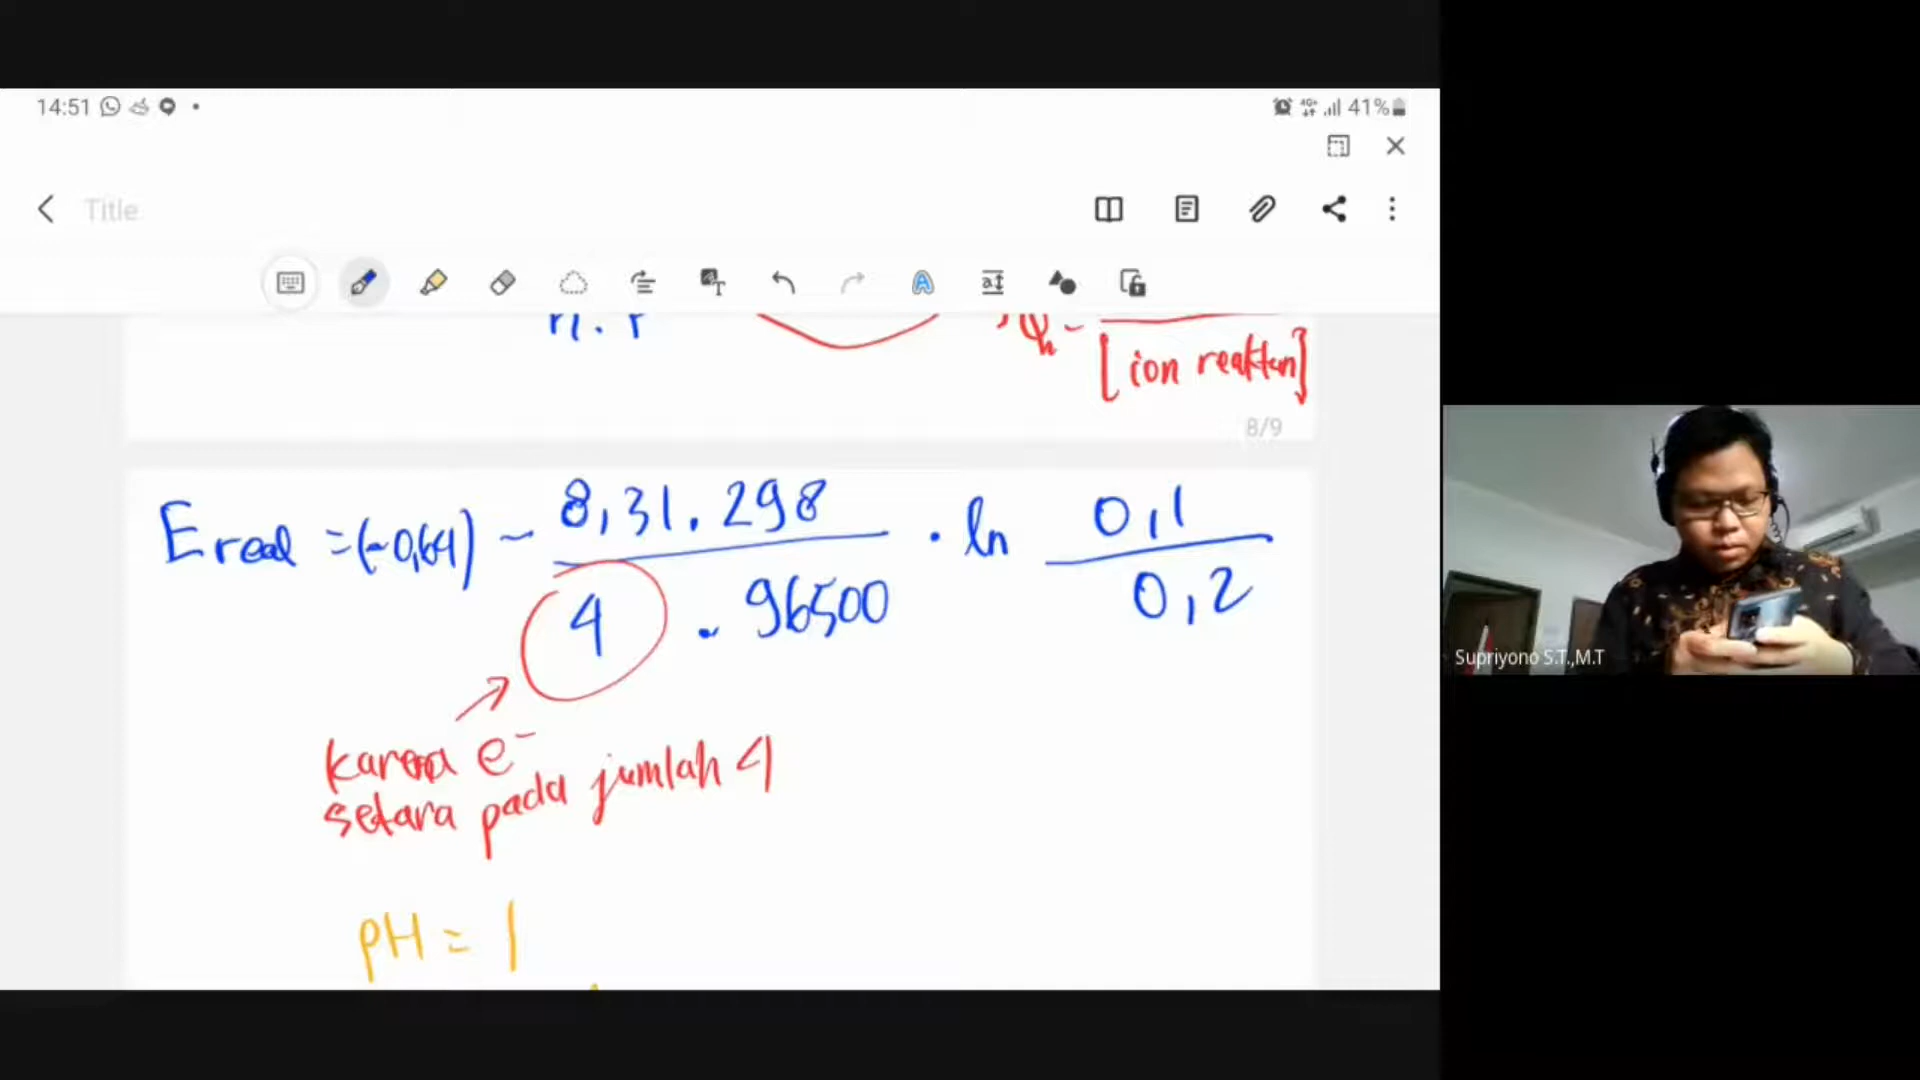 14:51
41%
Title
n . F
Q
[ion reaktan]
8/9
E real = (-0,64) - 8,31 . 298 / 4 . 96500 . ln 0,1 / 0,2
karena e⁻
setara pada jumlah 4
pH = 1
Supriyono S.T.,M.T